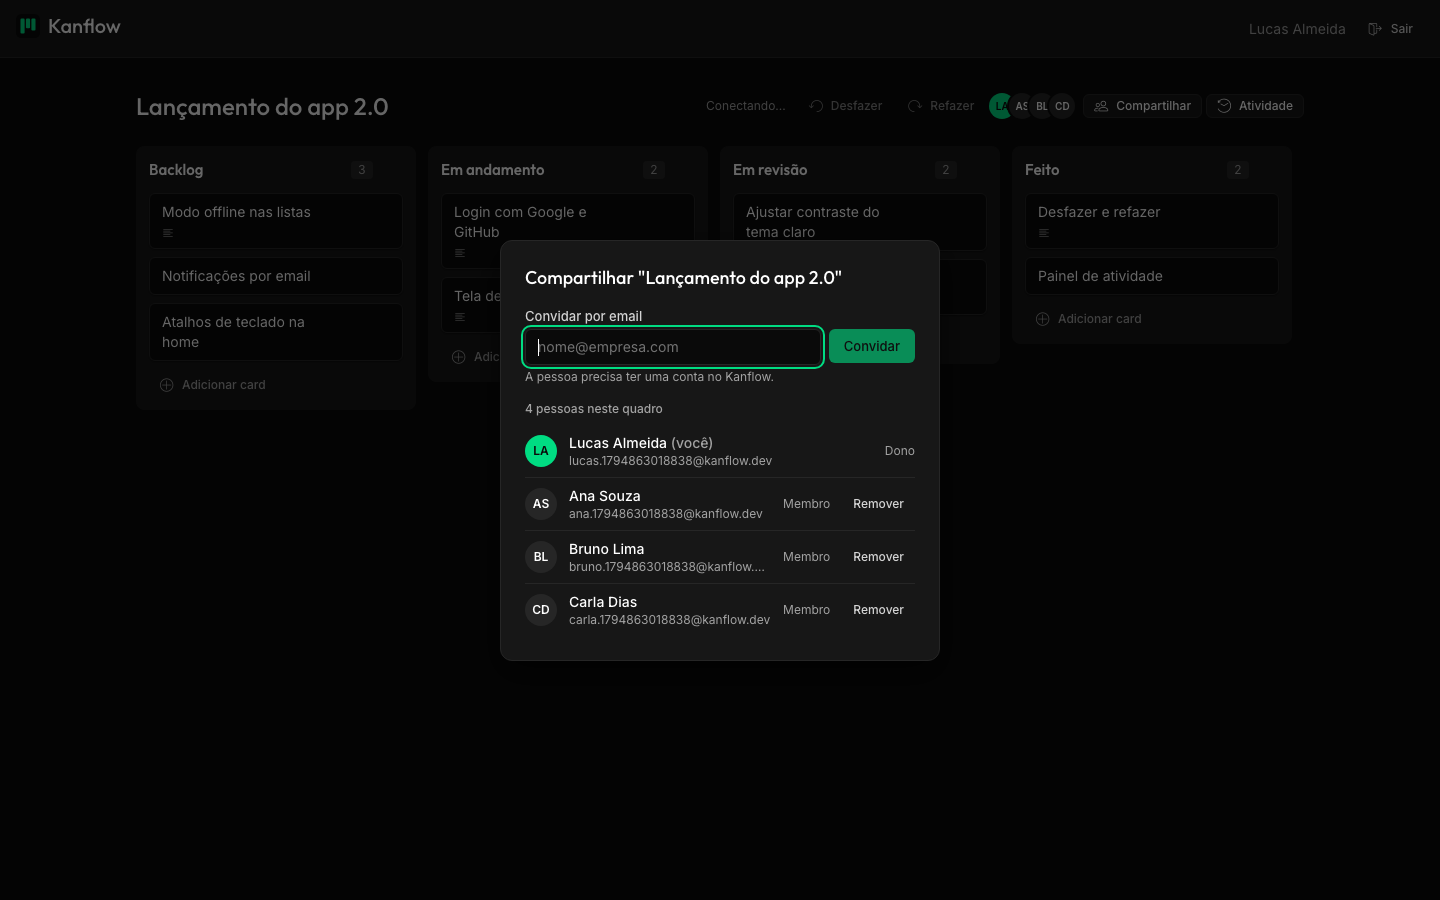 Kanflow
Lucas Almeida
Sair
Lançamento do app 2.0
Conectando...
Desfazer
Refazer
LA
AS
BL
CD
Compartilhar
Atividade
Backlog
3
Em andamento
2
Em revisão
2
Feito
2
Modo offline nas listas
Notificações por email
Atalhos de teclado na
home
Adicionar card
Login com Google e
GitHub
Tela de
Adic
Ajustar contraste do
tema claro
Desfazer e refazer
Painel de atividade
Adicionar card
Compartilhar "Lançamento do app 2.0"
Convidar por email
nome@empresa.com
Convidar
A pessoa precisa ter uma conta no Kanflow.
4 pessoas neste quadro
LA
Lucas Almeida (você)
lucas.1794863018838@kanflow.dev
Dono
AS
Ana Souza
ana.1794863018838@kanflow.dev
Membro
Remover
BL
Bruno Lima
bruno.1794863018838@kanflow....
Membro
Remover
CD
Carla Dias
carla.1794863018838@kanflow.dev
Membro
Remover